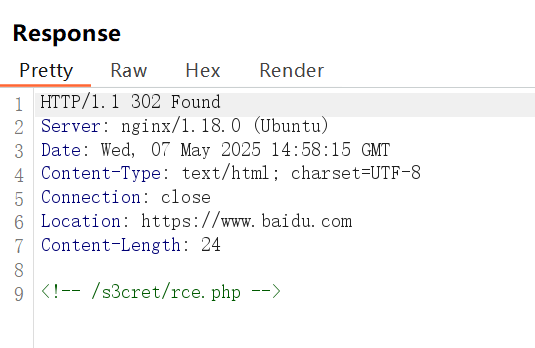 Response
Pretty Raw Hex Render
1 HTTP/1.1 302 Found
2 Server: nginx/1.18.0 (Ubuntu)
3 Date: Wed, 07 May 2025 14:58:15 GMT
4 Content-Type: text/html; charset=UTF-8
5 Connection: close
6 Location: https://www.baidu.com
7 Content-Length: 24
8
9 <!-- /s3cret/rce.php -->